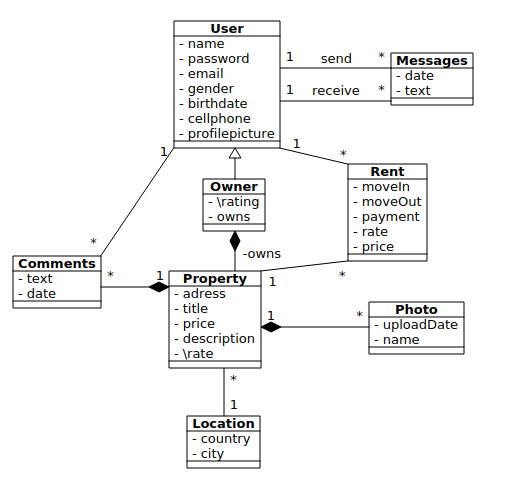 User
- name
- password
- email
- gender
- birthdate
- cellphone
- profilepicture
1 send *
1 receive *
Messages
- date
- text
1
*
1
*
Owner
- \rating
- owns
-owns
Rent
- moveIn
- moveOut
- payment
- rate
- price
Comments
- text
- date
* 1
Property
- adress
- title
- price
- description
- \rate
1 *
1 *
Photo
- uploadDate
- name
*
1
Location
- country
- city